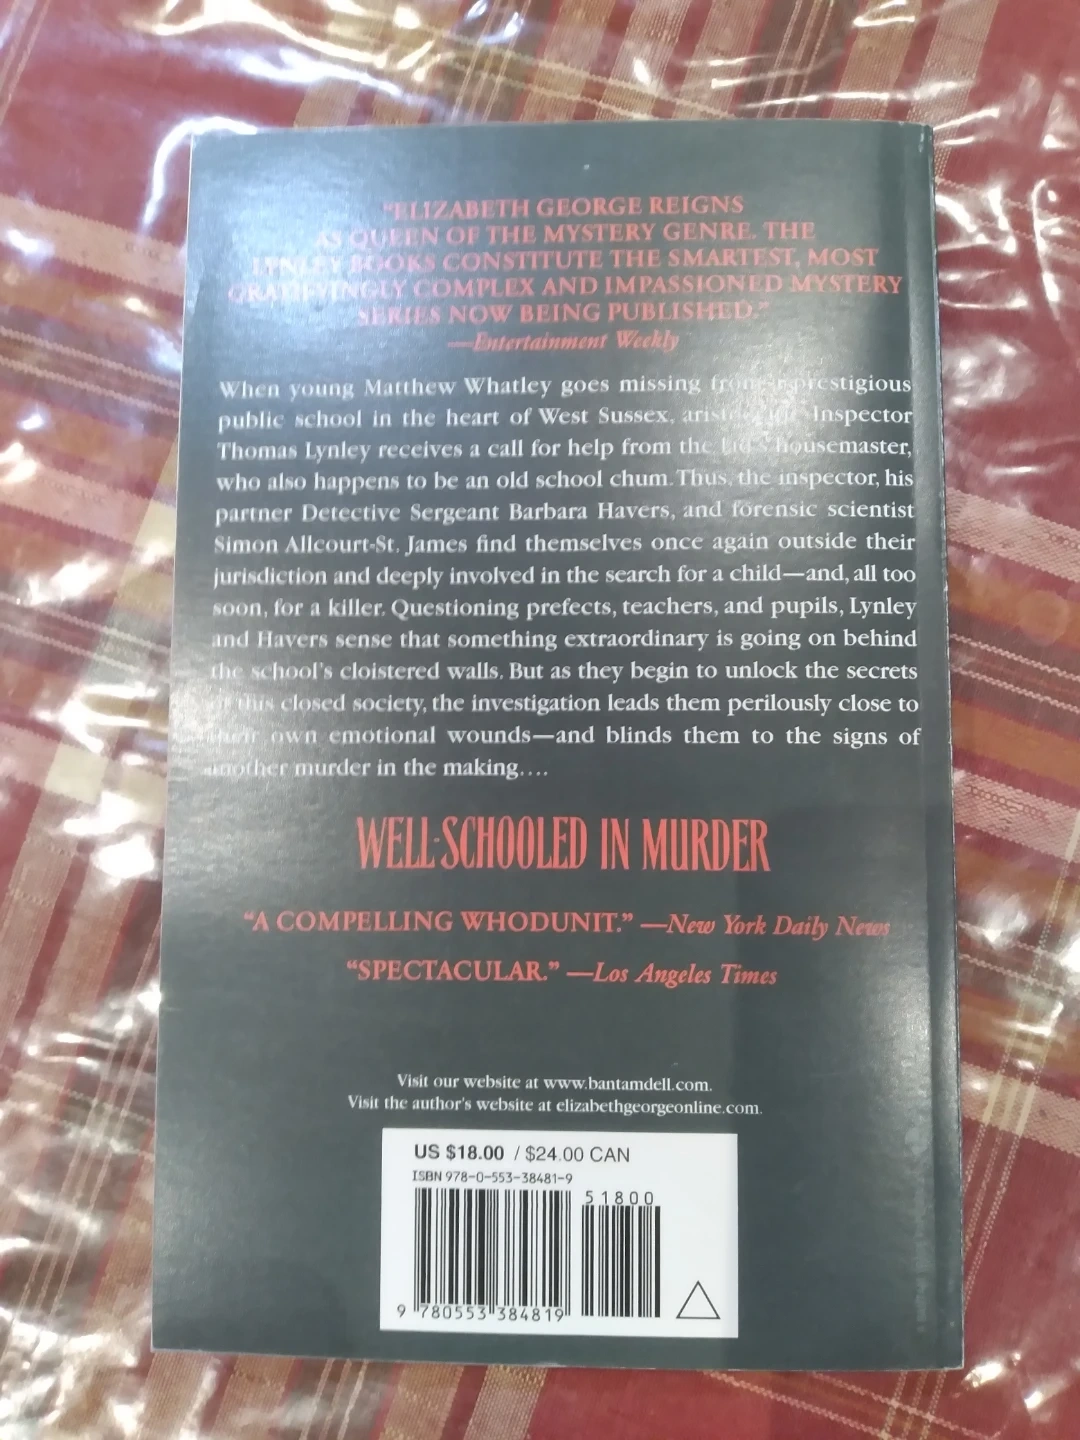 “ELIZABETH GEORGE REIGNS
AS QUEEN OF THE MYSTERY GENRE. THE
LYNLEY BOOKS CONSTITUTE THE SMARTEST, MOST
GRATIFYINGLY COMPLEX AND IMPASSIONED MYSTERY
SERIES NOW BEING PUBLISHED.”
—Entertainment Weekly
When young Matthew Whatley goes missing from a prestigious
public school in the heart of West Sussex, aristocratic Inspector
Thomas Lynley receives a call for help from the lad's housemaster,
who also happens to be an old school chum. Thus, the inspector, his
partner Detective Sergeant Barbara Havers, and forensic scientist
Simon Allcourt-St. James find themselves once again outside their
jurisdiction and deeply involved in the search for a child—and, all too
soon, for a killer. Questioning prefects, teachers, and pupils, Lynley
and Havers sense that something extraordinary is going on behind
the school's cloistered walls. But as they begin to unlock the secrets
of this closed society, the investigation leads them perilously close to
their own emotional wounds—and blinds them to the signs of
another murder in the making....
WELL-SCHOOLED IN MURDER
“A COMPELLING WHODUNIT.” —New York Daily News
“SPECTACULAR.” —Los Angeles Times
Visit our website at www.bantamdell.com.
Visit the author's website at elizabethgeorgeonline.com.
US $18.00 / $24.00 CAN
ISBN 978-0-553-38481-9
51800
9 780553 384819